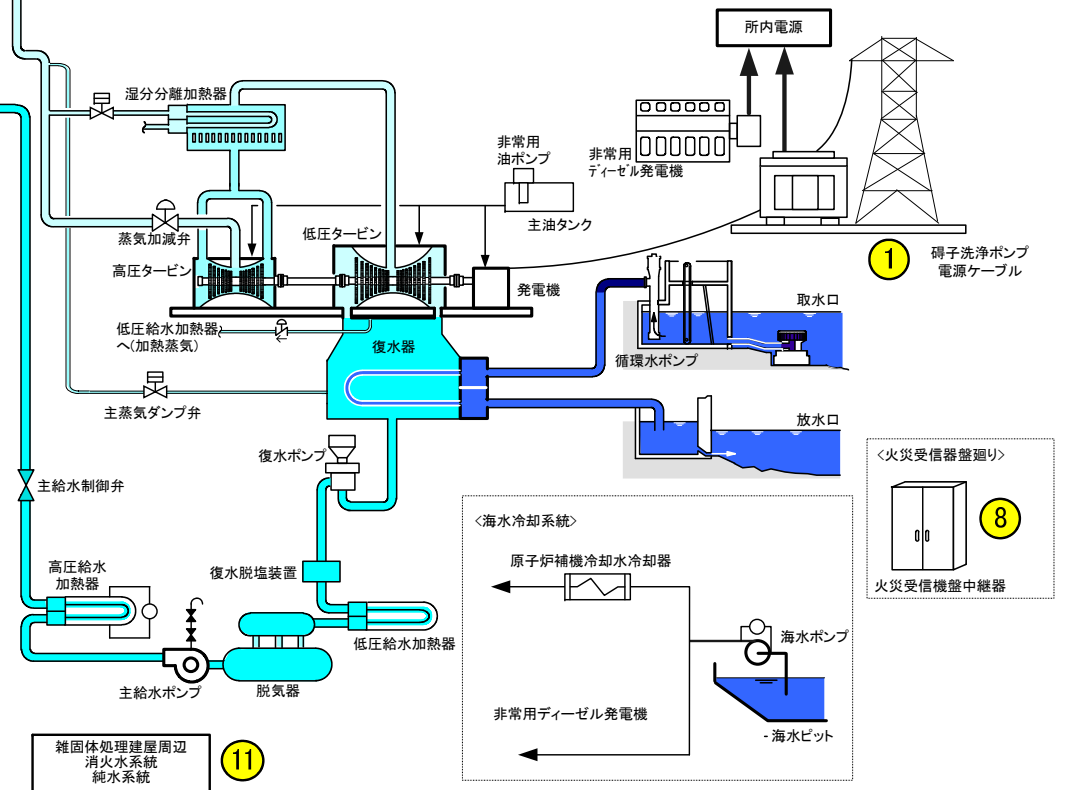 所内電源
湿分分離加熱器
非常用
油ポンプ
非常用
ディーゼル発電機
主油タンク
蒸気加減弁
低圧タービン
高圧タービン
発電機
1
碍子洗浄ポンプ
電源ケーブル
取水口
低圧給水加熱器
へ(加熱蒸気)
復水器
循環水ポンプ
主蒸気ダンプ弁
放水口
復水ポンプ
<火災受信器盤廻り>
8
火災受信機盤中継器
主給水制御弁
<海水冷却系統>
原子炉補機冷却水冷却器
高圧給水
加熱器
復水脱塩装置
低圧給水加熱器
海水ポンプ
主給水ポンプ
脱気器
非常用ディーゼル発電機
-海水ピット
雑固体処理建屋周辺
消火水系統
純水系統
11